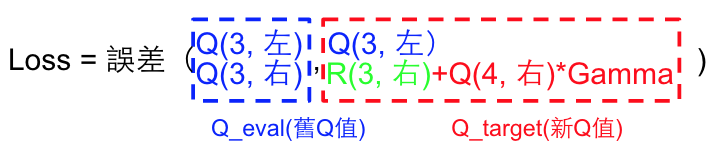 Loss = 誤差（Q(3, 左) , Q(3, 左)
Q(3, 右) R(3, 右)+Q(4, 右)*Gamma ）
Q_eval(舊Q值) Q_target(新Q值)